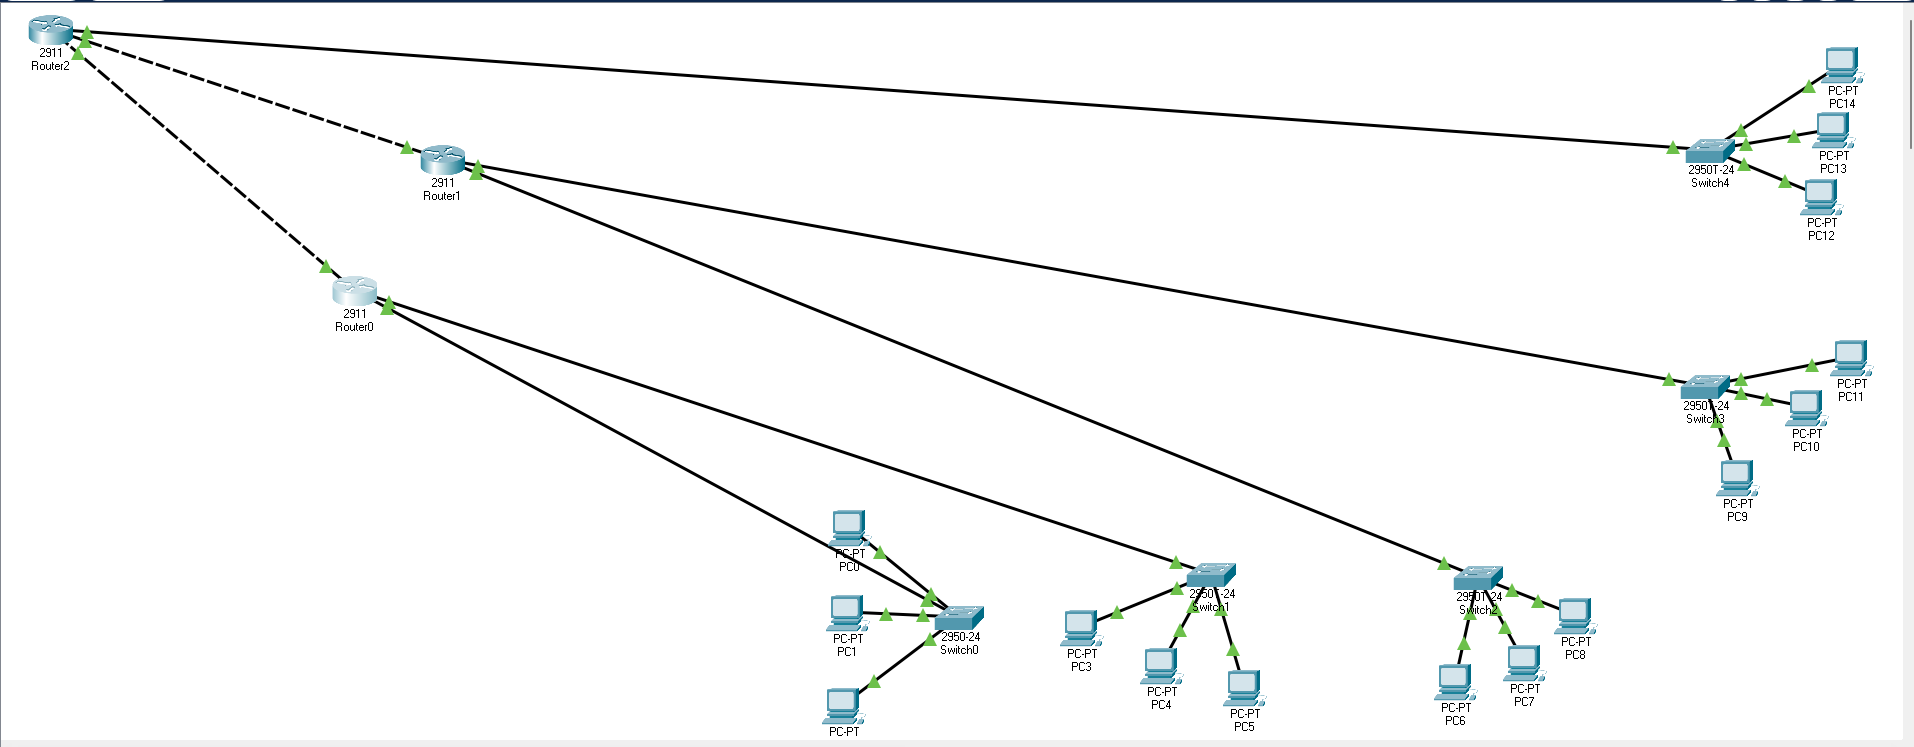 2911
Router2
2911
Router1
2911
Router0
PC-PT
PC14
PC-PT
PC13
2950T-24
Switch4
PC-PT
PC12
PC-PT
PC11
2950T-24
Switch3
PC-PT
PC10
PC-PT
PC9
PC-PT
PC0
PC-PT
PC1
2950-24
Switch0
PC-PT
2950T-24
Switch1
PC-PT
PC3
PC-PT
PC4
PC-PT
PC5
2950T-24
Switch2
PC-PT
PC8
PC-PT
PC7
PC-PT
PC6